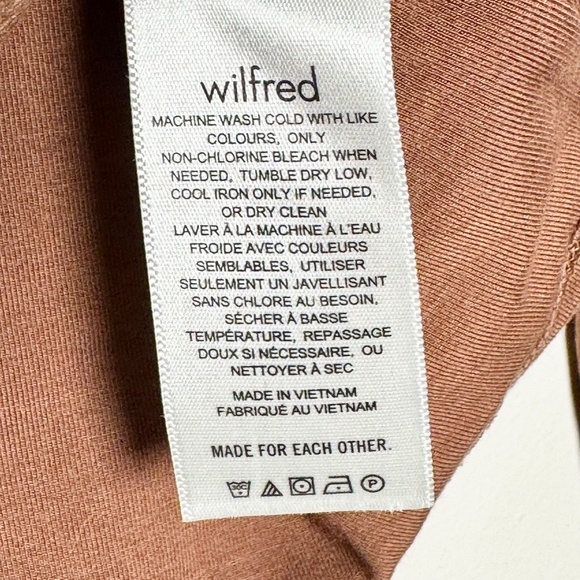 wilfred
MACHINE WASH COLD WITH LIKE
COLOURS, ONLY
NON-CHLORINE BLEACH WHEN
NEEDED, TUMBLE DRY LOW,
COOL IRON ONLY IF NEEDED,
OR DRY CLEAN
LAVER À LA MACHINE À L'EAU
FROIDE AVEC COULEURS
SEMBLABLES, UTILISER
SEULEMENT UN JAVELLISANT
SANS CHLORE AU BESOIN,
SÉCHER À BASSE
TEMPÉRATURE, REPASSAGE
DOUX SI NÉCESSAIRE, OU
NETTOYER À SEC
MADE IN VIETNAM
FABRIQUÉ AU VIETNAM
MADE FOR EACH OTHER.
P